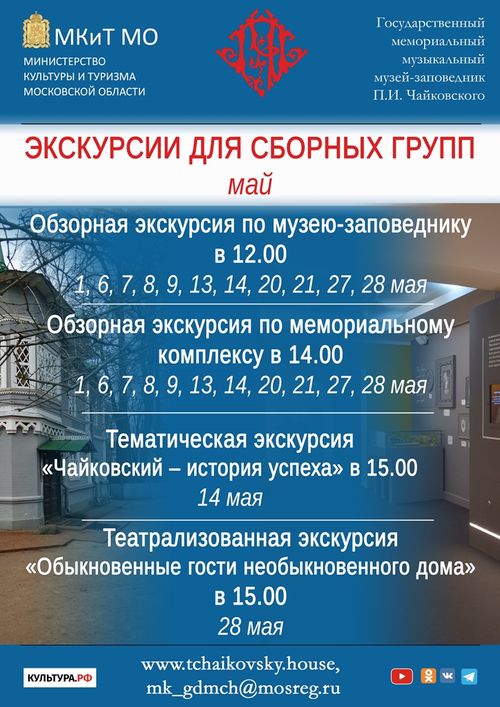 МКиТ МО
МИНИСТЕРСТВО
КУЛЬТУРЫ И ТУРИЗМА
МОСКОВСКОЙ ОБЛАСТИ
Государственный
мемориальный
музыкальный
музей-заповедник
П.И. Чайковского
ЭКСКУРСИИ ДЛЯ СБОРНЫХ ГРУПП
май
Обзорная экскурсия по музею-заповеднику
в 12.00
1, 6, 7, 8, 9, 13, 14, 20, 21, 27, 28 мая
Обзорная экскурсия по мемориальному
комплексу в 14.00
1, 6, 7, 8, 9, 13, 14, 20, 21, 27, 28 мая
Тематическая экскурсия
«Чайковский – история успеха» в 15.00
14 мая
Театрализованная экскурсия
«Обыкновенные гости необыкновенного дома»
в 15.00
28 мая
КУЛЬТУРА.РФ
www.tchaikovsky.house,
mk_gdmch@mosreg.ru